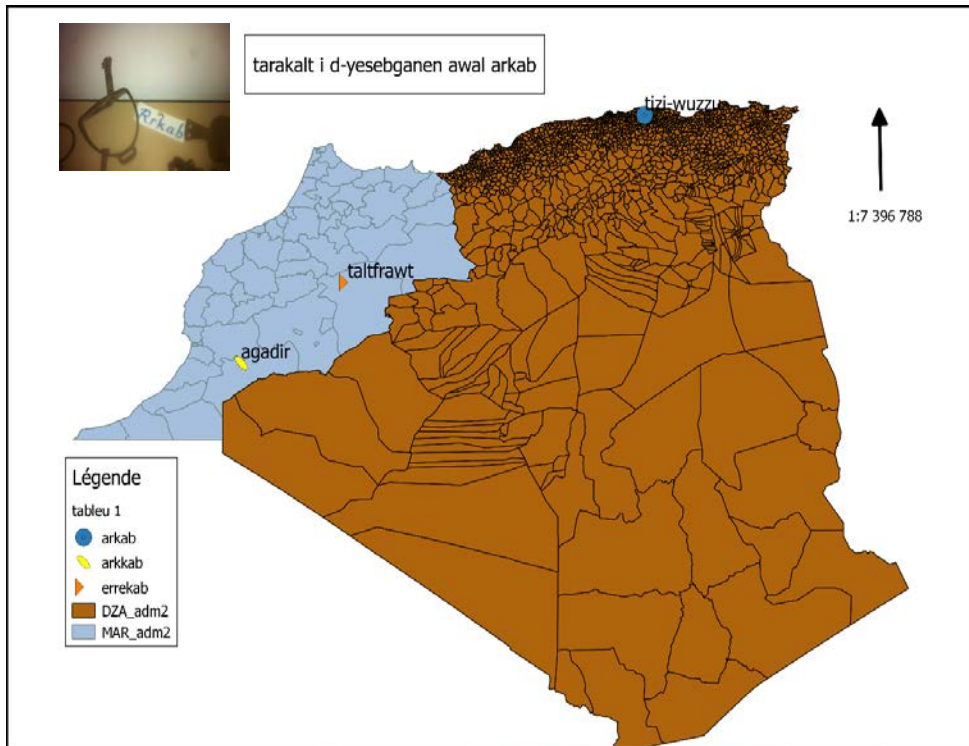 tarakalt i d-yesebganen awal arkab
Rrkab
tizi-wuzzu
1:7 396 788
taltfrawt
agadir
Légende
tableu 1
arkab
arkkab
errekab
DZA_adm2
MAR_adm2